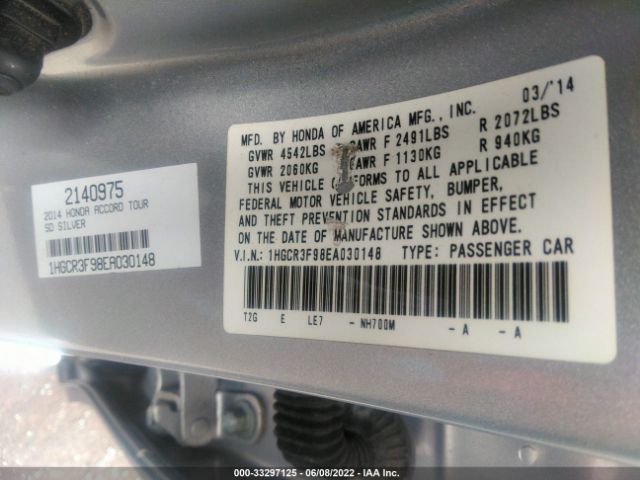 2140975
2014 HONDA ACCORD TOUR
SD SILVER
1HGCR3F98EA030148
03/'14
MFD. BY HONDA OF AMERICA MFG., INC.
GVWR 4542LBS GAWR F 2491LBS R 2072LBS
GVWR 2060KG GAWR F 1130KG R 940KG
THIS VEHICLE CONFORMS TO ALL APPLICABLE
FEDERAL MOTOR VEHICLE SAFETY, BUMPER,
AND THEFT PREVENTION STANDARDS IN EFFECT
ON THE DATE OF MANUFACTURE SHOWN ABOVE.
V.I.N.: 1HGCR3F98EA030148 TYPE: PASSENGER CAR
T2G E LE7 - NH700M - A - A
000-33297125 - 06/08/2022 - IAA Inc.